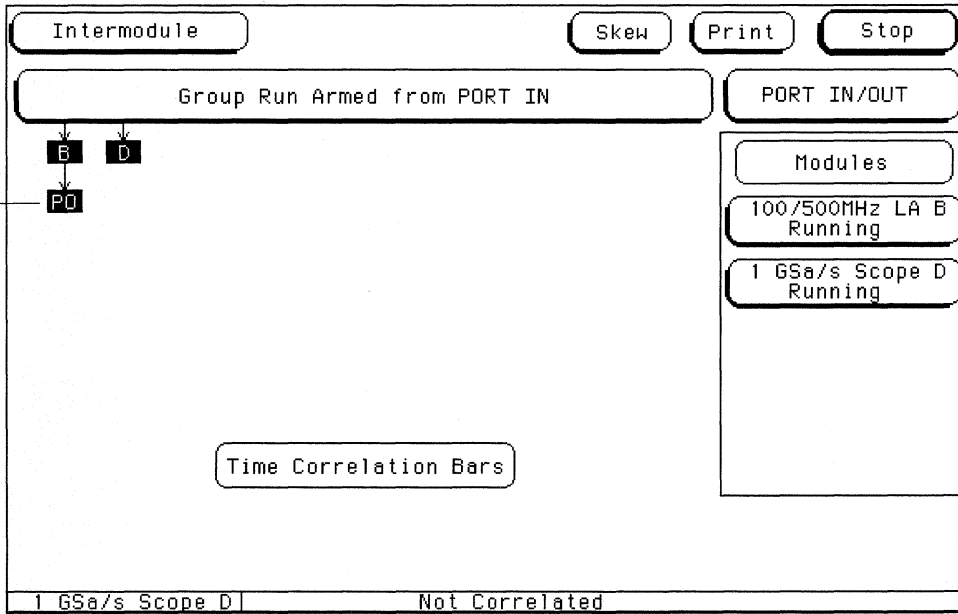 Intermodule
Skew
Print
Stop
Group Run Armed from PORT IN
PORT IN/OUT
B
D
PO
Modules
100/500MHz LA B
Running
1 GSa/s Scope D
Running
Time Correlation Bars
1 GSa/s Scope D
Not Correlated